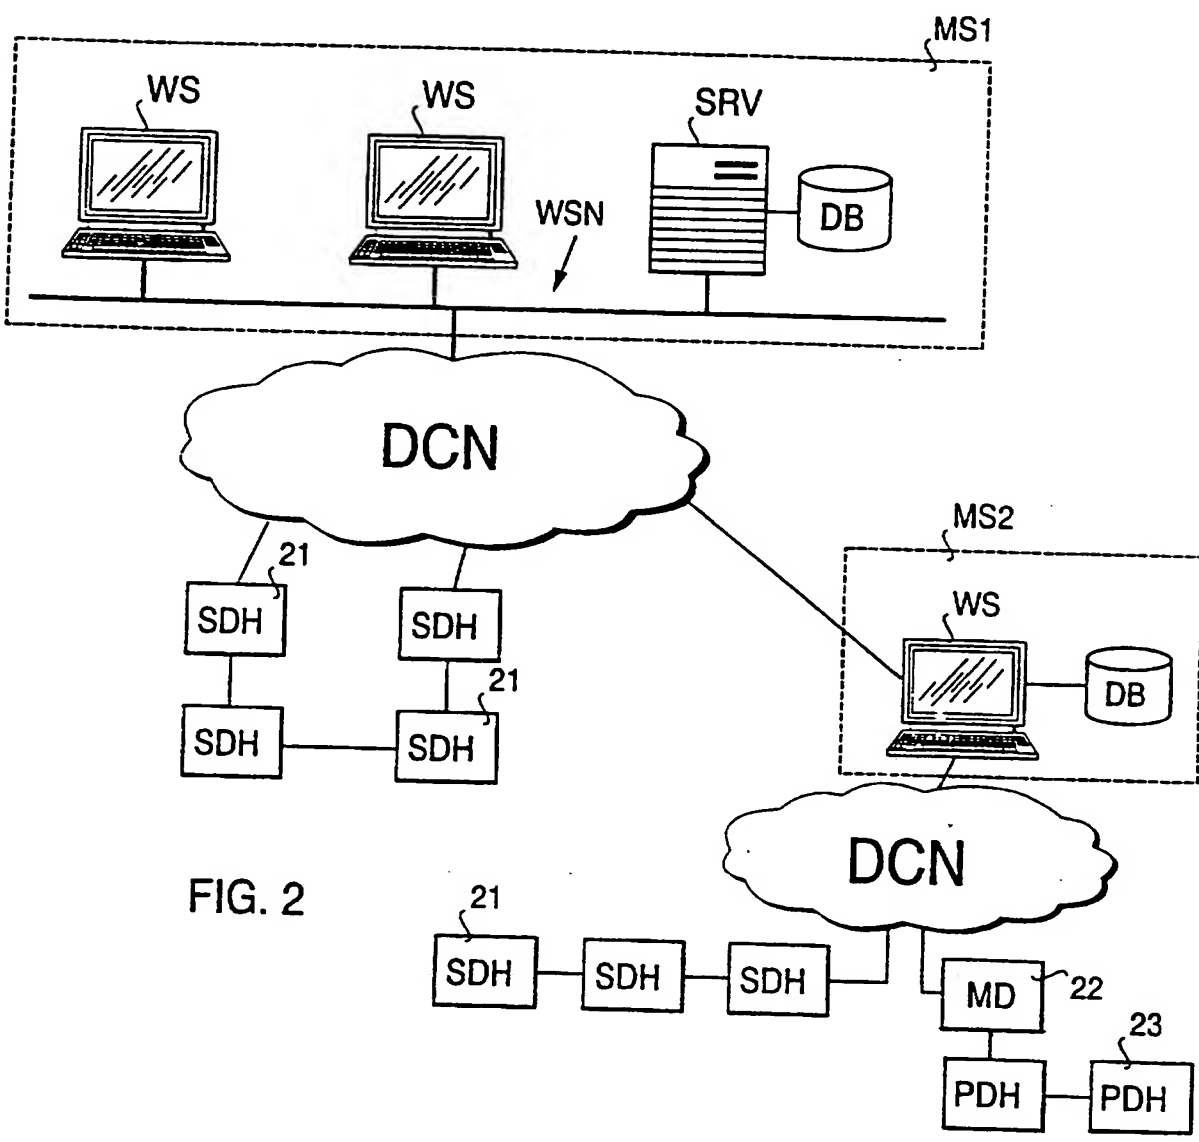 MS1
WS
WS
SRV
WSN
DB
DCN
MS2
21
WS
SDH
SDH
21
DB
SDH
SDH
DCN
FIG. 2
21
SDH
SDH
SDH
MD
22
23
PDH
PDH